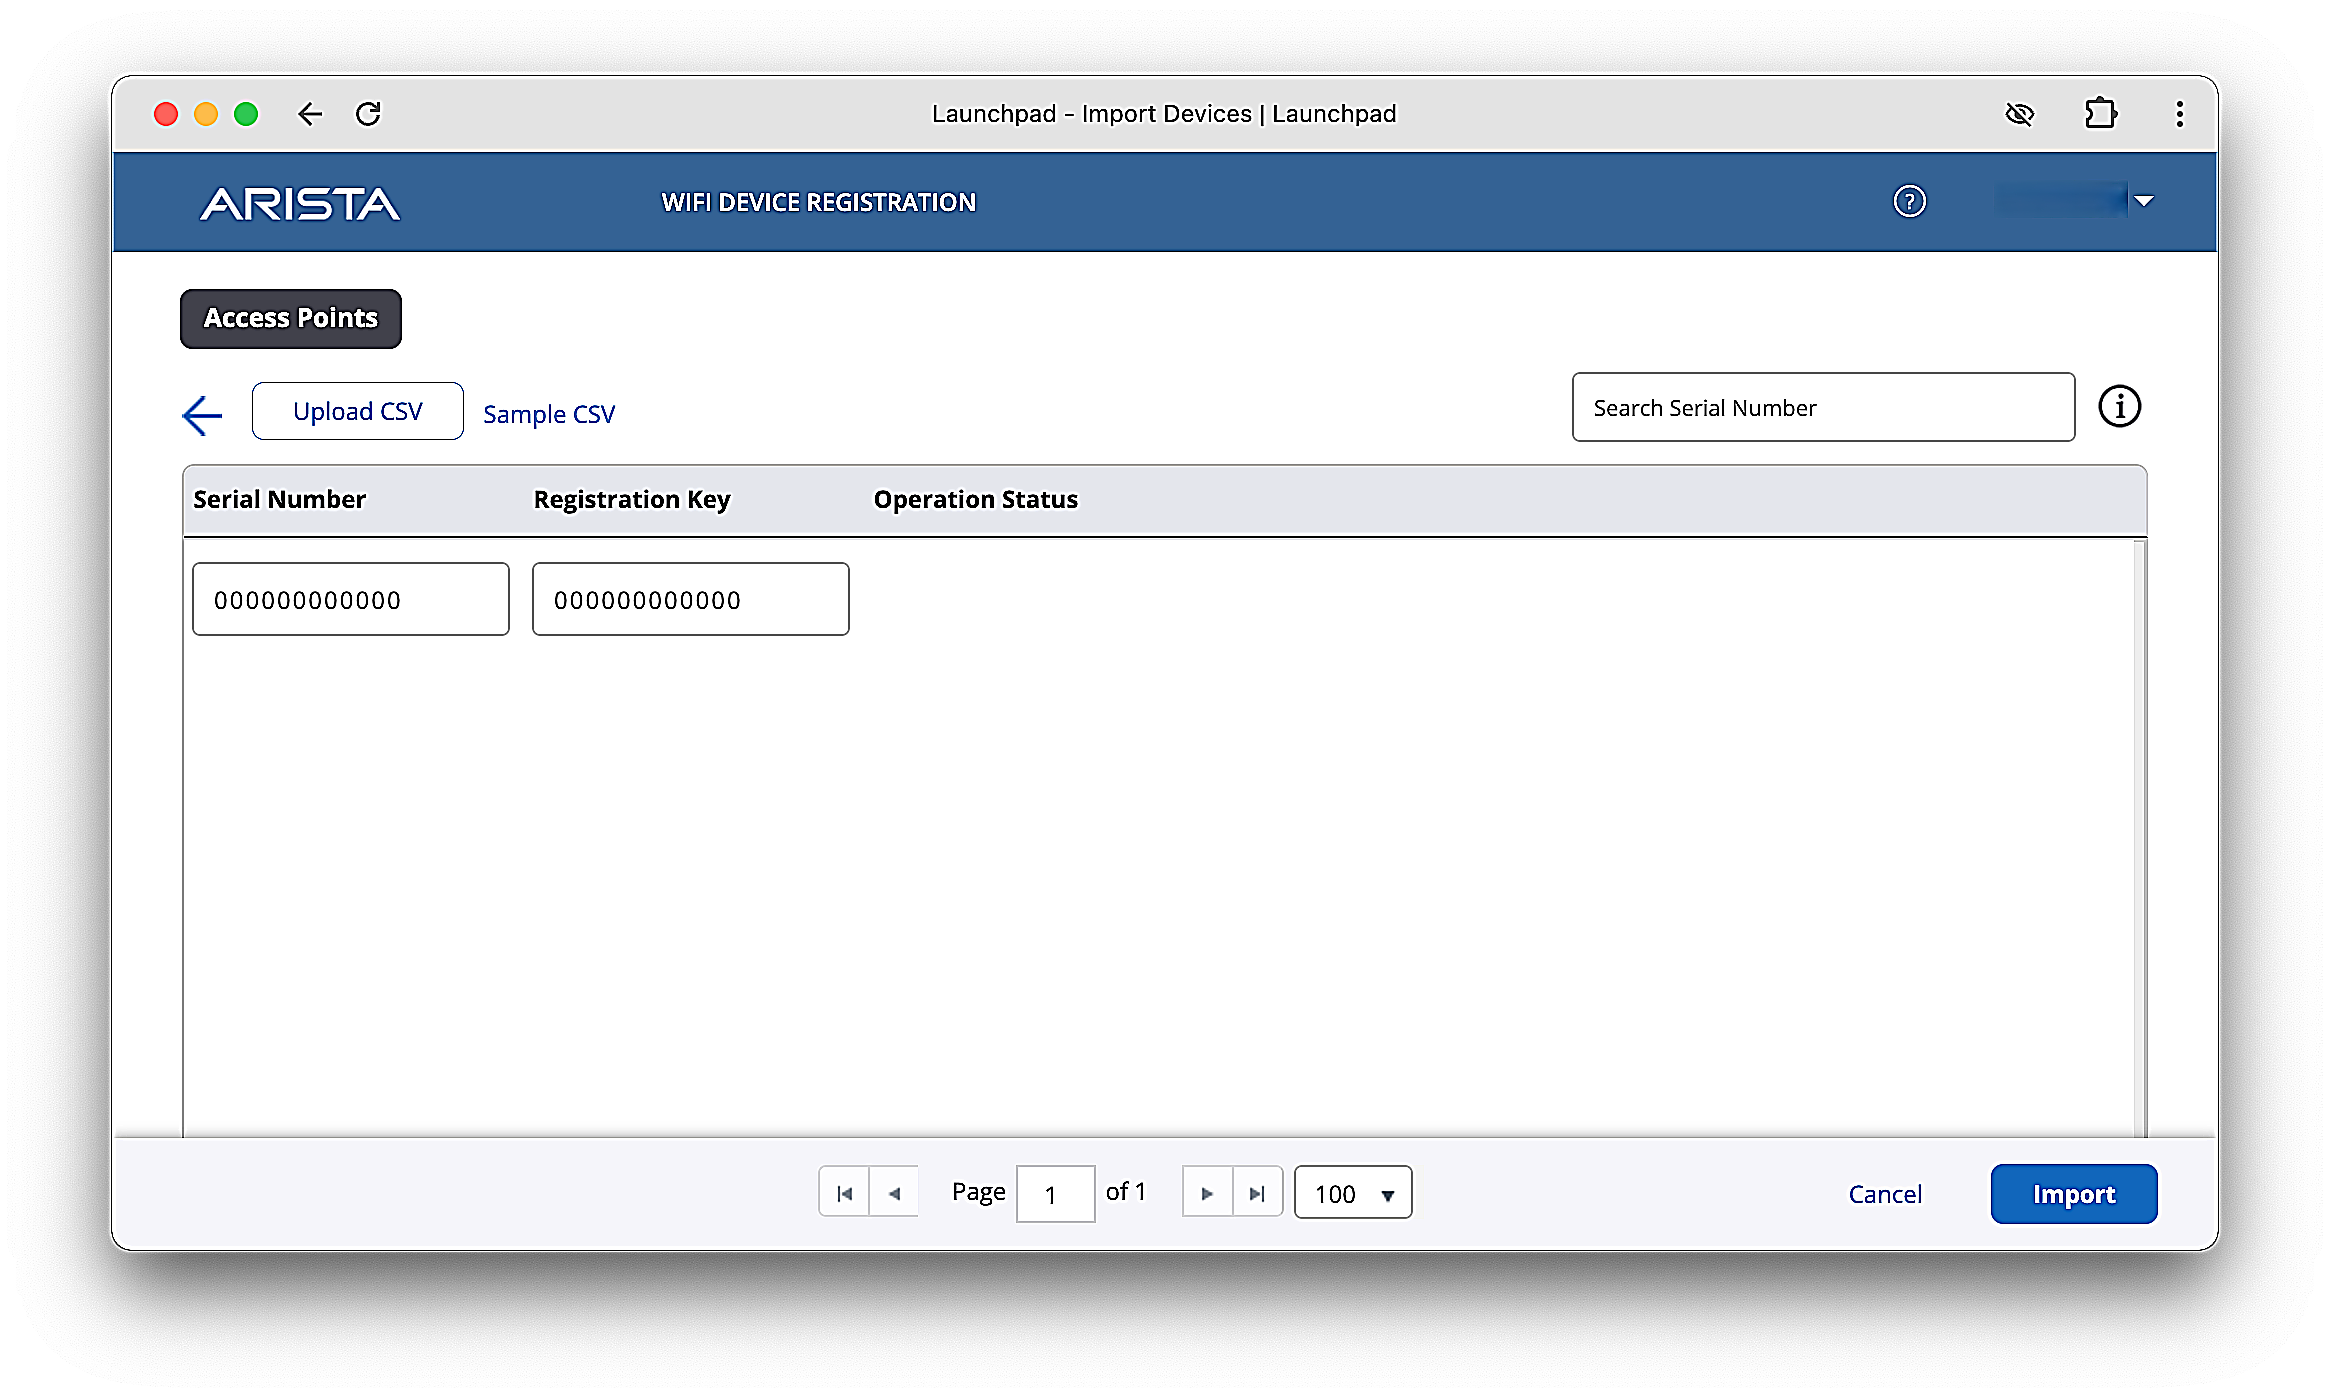 Launchpad - Import Devices | Launchpad
ARISTA
WIFI DEVICE REGISTRATION
?
Access Points
Upload CSV
Sample CSV
Search Serial Number
i
Serial Number Registration Key Operation Status
000000000000 000000000000
Page 1 of 1
100
Cancel
Import